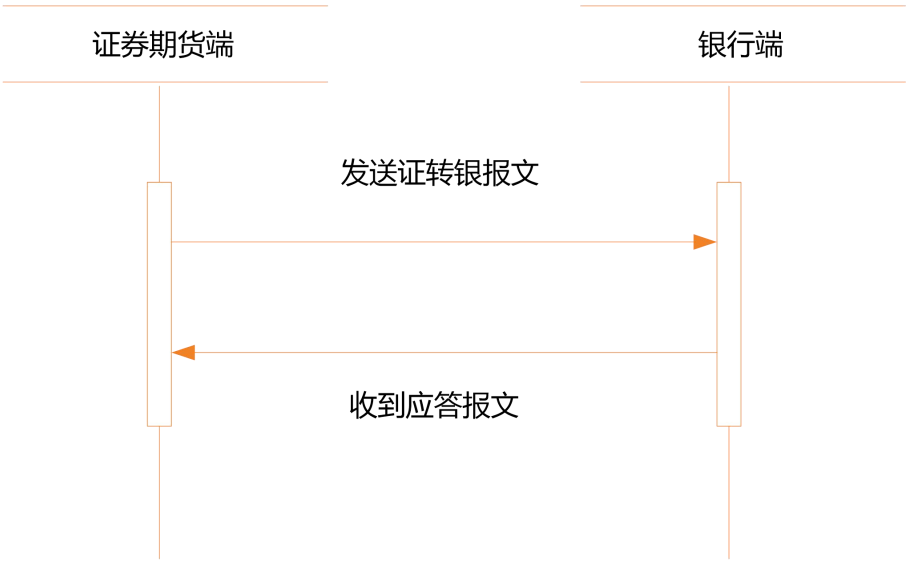 证券期货端
银行端
发送证转银报文
收到应答报文